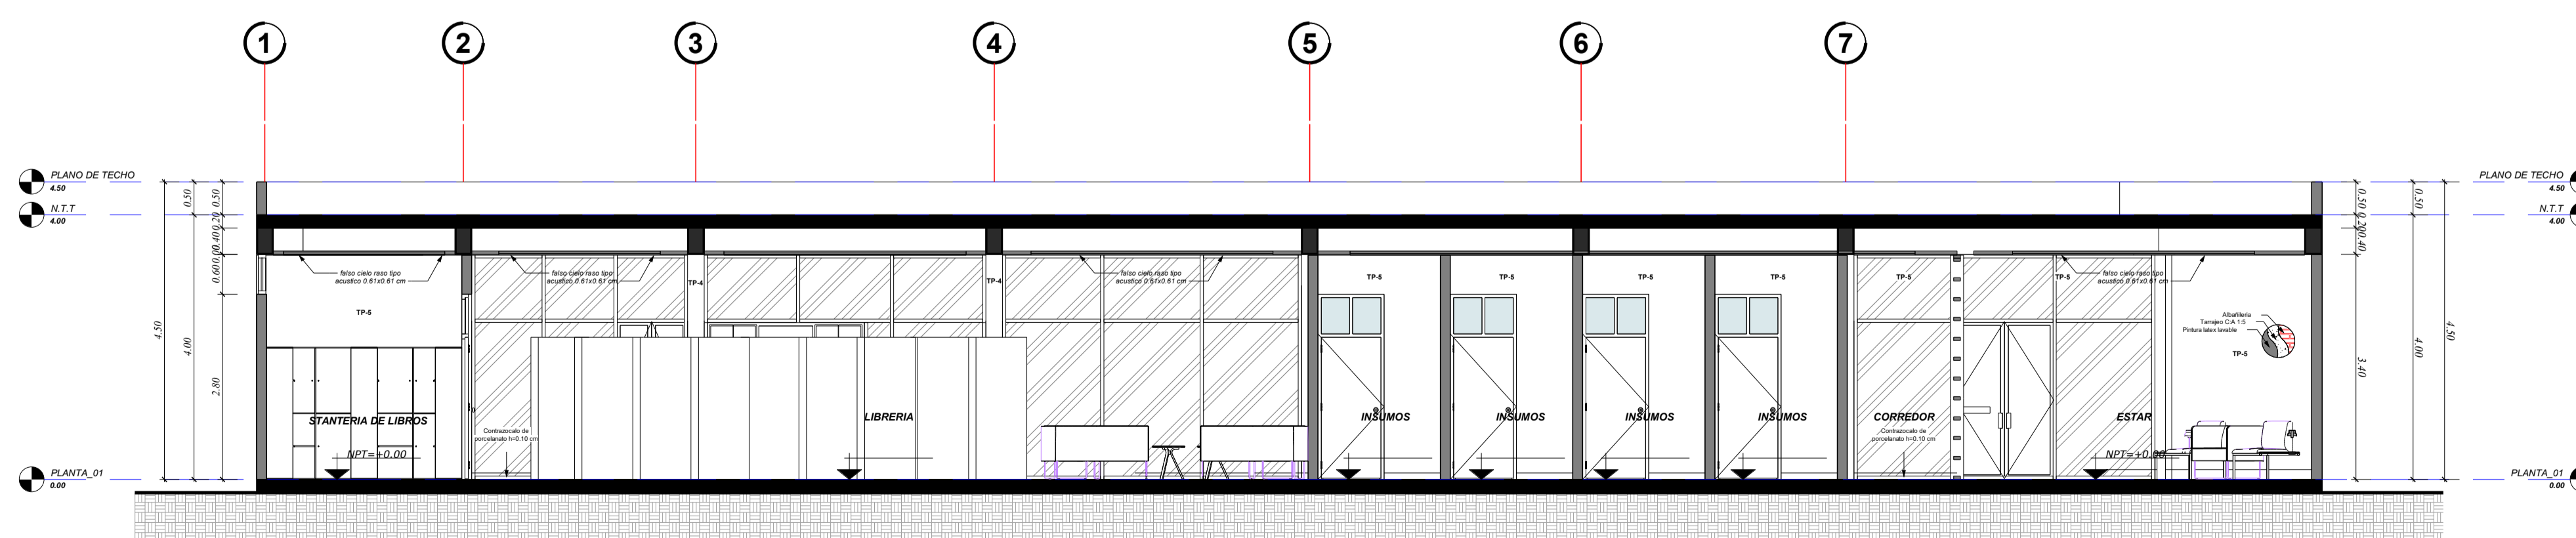 1 2 3 4 5 6 7
PLANO DE TECHO
4.50
N.T.T
4.00
PLANTA_01
0.00
4.50
0.50
4.00
0.50
0.20
0.40
0.60
2.80
falso cielo raso tipo
acustico 0.61x0.61 cm
falso cielo raso tipo
acustico 0.61x0.61 cm
falso cielo raso tipo
acustico 0.61x0.61 cm
falso cielo raso tipo
acustico 0.61x0.61 cm
TP-5
TP-4
TP-4
TP-5
TP-5
TP-5
TP-5
TP-5
TP-5
Albañileria
Tarrajeo C:A 1:5
Pintura latex lavable
TP-5
STANTERIA DE LIBROS
LIBRERIA
INSUMOS
INSUMOS
INSUMOS
INSUMOS
CORREDOR
ESTAR
Contrazocalo de
porcelanato h=0.10 cm
Contrazocalo de
porcelanato h=0.10 cm
NPT=+0.00
NPT=+0.00
0.50
0.20
0.40
3.40
0.50
4.00
4.50
PLANO DE TECHO
4.50
N.T.T
4.00
PLANTA_01
0.00